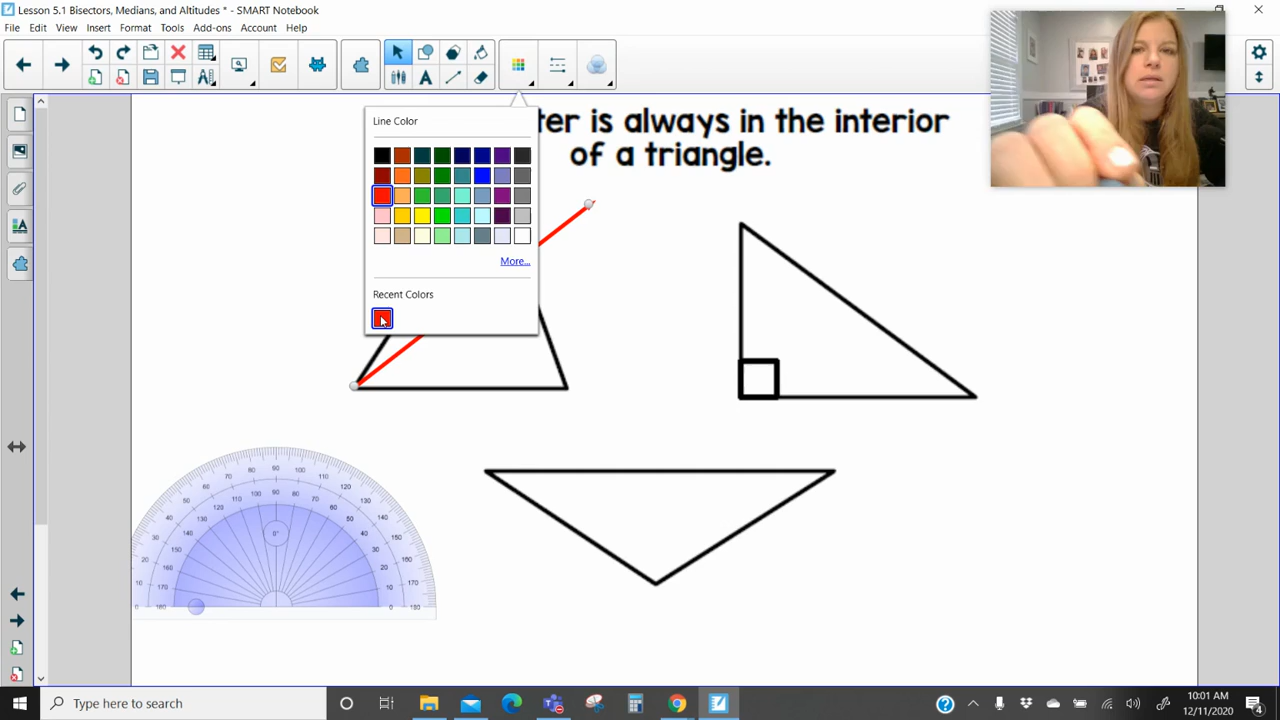 Lesson 5.1 Bisectors, Medians, and Altitudes * - SMART Notebook
File Edit View Insert Format Tools Add-ons Account Help
Line Color
More...
Recent Colors
ter is always in the interior
of a triangle.
Type here to search
10:01 AM
12/11/2020